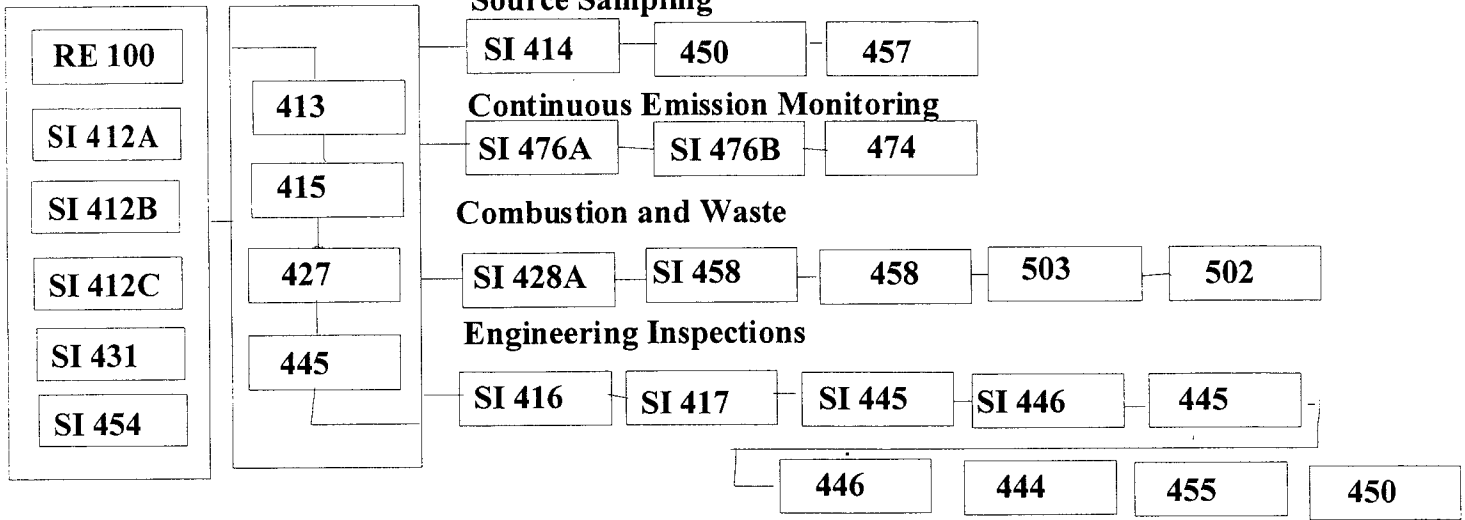 Source Sampling
RE 100
SI 412A
SI 412B
SI 412C
SI 431
SI 454
413
415
427
445
SI 414 450 457
Continuous Emission Monitoring
SI 476A SI 476B 474
Combustion and Waste
SI 428A SI 458 458 503 502
Engineering Inspections
SI 416 SI 417 SI 445 SI 446 445
446 444 455 450